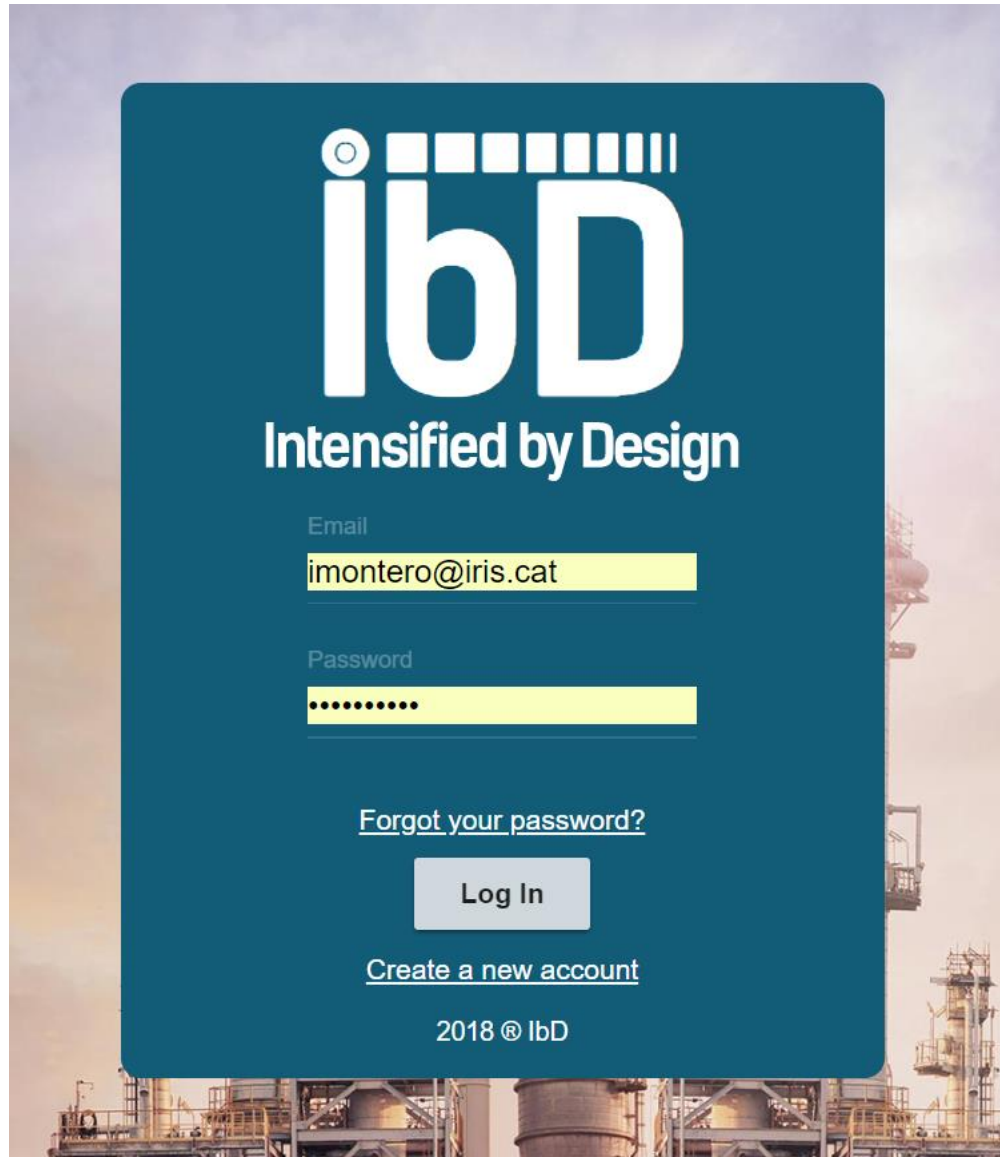 IbD
Intensified by Design
Email
imontero@iris.cat
Password
••••••••••
Forgot your password?
Log In
Create a new account
2018 ® IbD